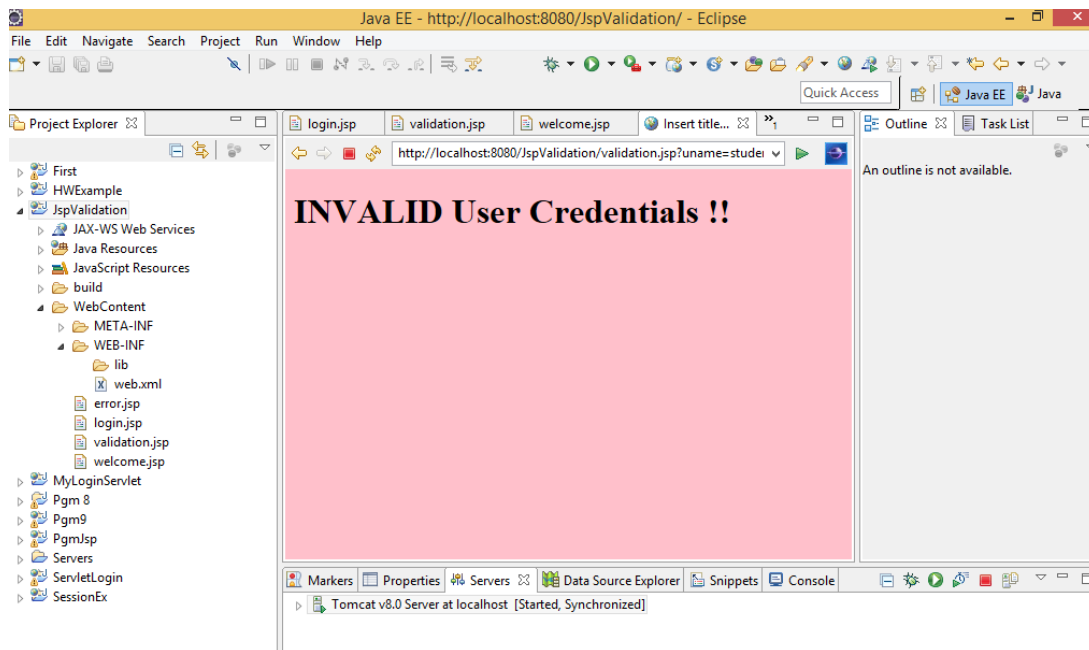 Java EE - http://localhost:8080/JspValidation/ - Eclipse
File Edit Navigate Search Project Run Window Help
Quick Access
Java EE
Java
Project Explorer
First
HWExample
JspValidation
JAX-WS Web Services
Java Resources
JavaScript Resources
build
WebContent
META-INF
WEB-INF
lib
web.xml
error.jsp
login.jsp
validation.jsp
welcome.jsp
MyLoginServlet
Pgm 8
Pgm9
PgmJsp
Servers
ServletLogin
SessionEx
login.jsp validation.jsp welcome.jsp Insert title... »1
http://localhost:8080/JspValidation/validation.jsp?uname=studer
INVALID User Credentials !!
Outline Task List
An outline is not available.
Markers Properties Servers Data Source Explorer Snippets Console
Tomcat v8.0 Server at localhost [Started, Synchronized]